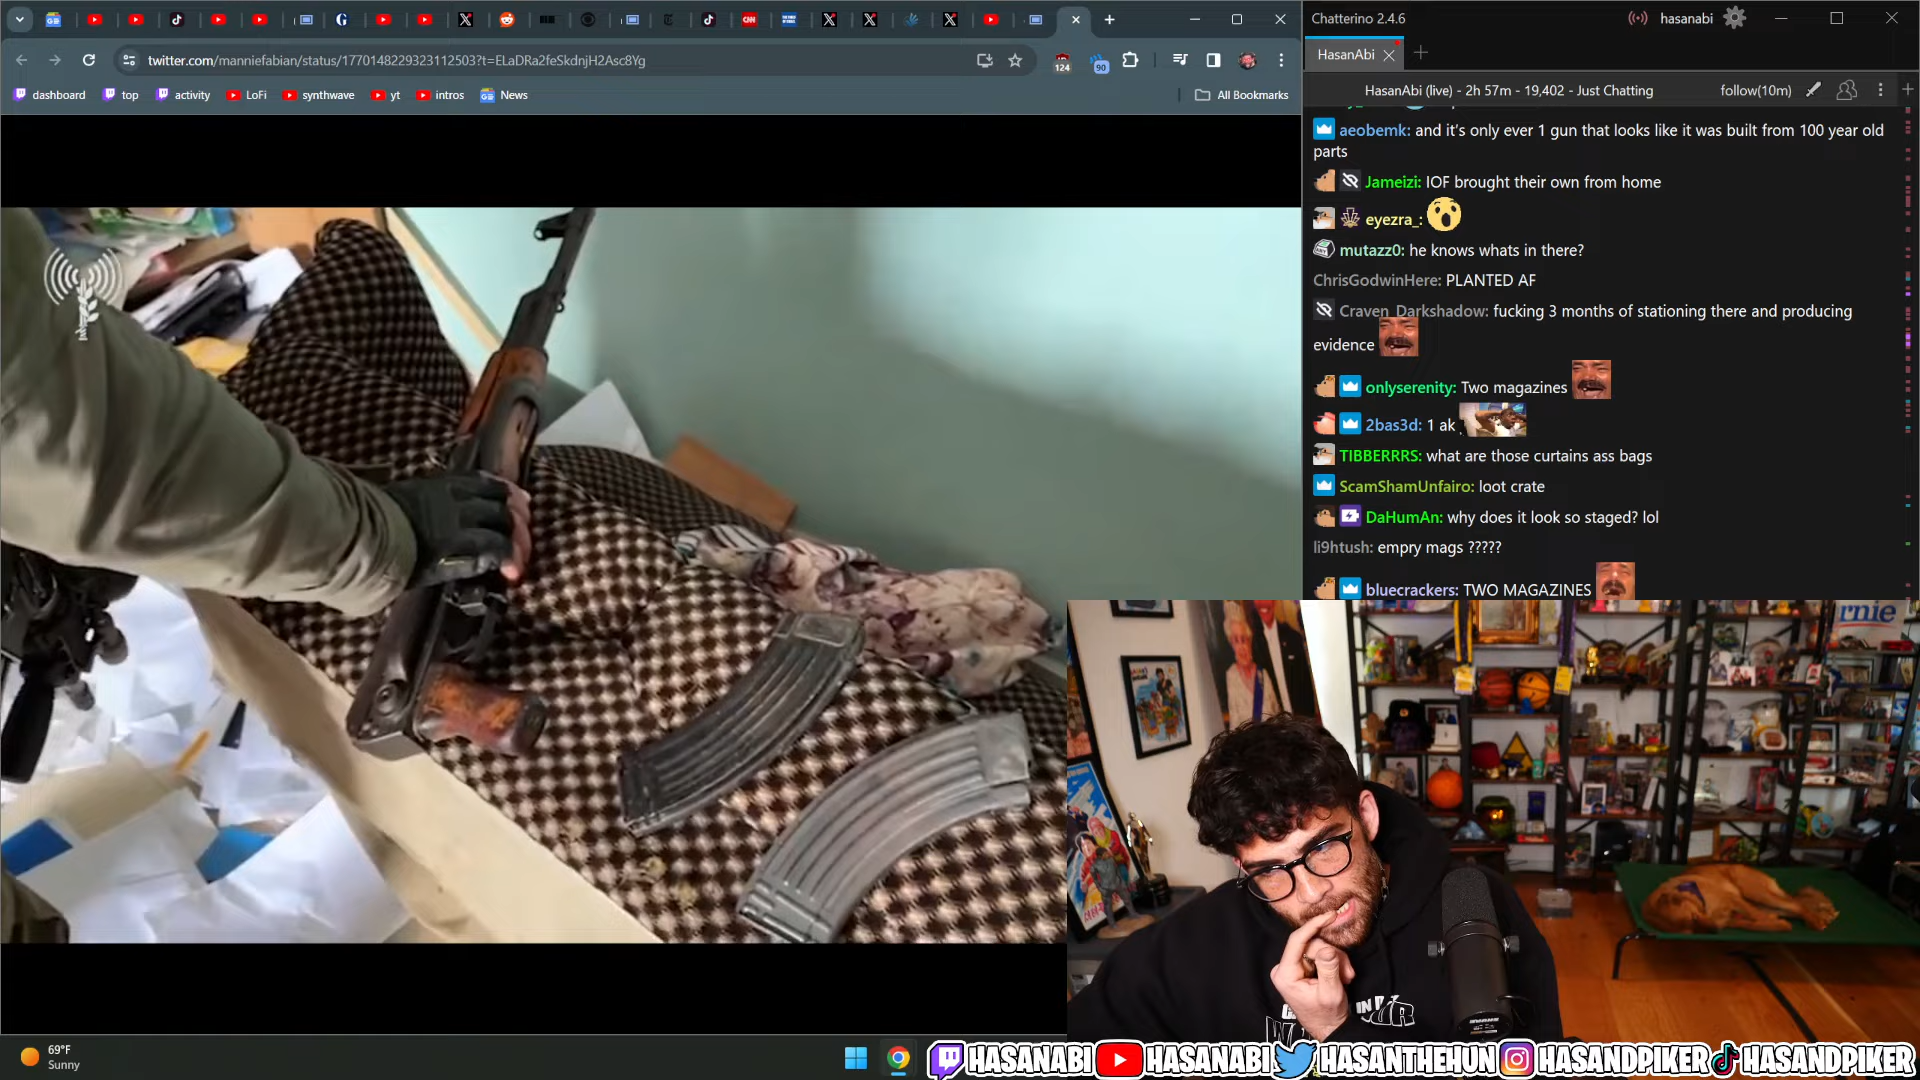 twitter.com/manniefabian/status/1770148229323112503?t=ELaDRa2feSkdnjH2Asc8Yg
124
90
dashboard
top
activity
LoFi
synthwave
yt
intros
News
All Bookmarks
Chatterino 2.4.6
hasanabi
HasanAbi
HasanAbi (live) - 2h 57m - 19,402 - Just Chatting
follow(10m)
aeobemk: and it's only ever 1 gun that looks like it was built from 100 year old
parts
Jameizi: IOF brought their own from home
eyezra_:
mutazz0: he knows whats in there?
ChrisGodwinHere: PLANTED AF
Craven_Darkshadow: fucking 3 months of stationing there and producing
evidence
onlyserenity: Two magazines
2bas3d: 1 ak
TIBBERRRS: what are those curtains ass bags
ScamShamUnfairo: loot crate
DaHumAn: why does it look so staged? lol
li9htush: empry mags ?????
bluecrackers: TWO MAGAZINES
rnie
69°F
Sunny
HASANABI
HASANABI
HASANTHEHUN
HASANDPIKER
HASANDPIKER